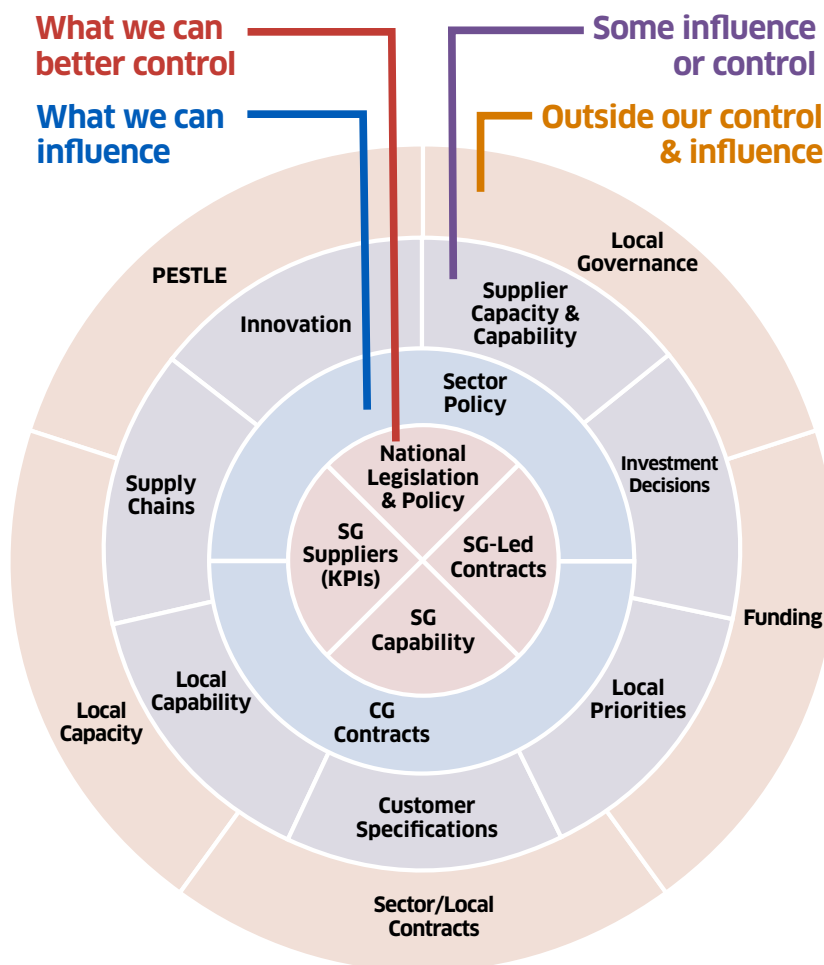 What we can
better control
Some influence
or control
What we can
influence
Outside our control
& influence
PESTLE
Local
Governance
Innovation
Supplier
Capacity &
Capability
Sector
Policy
Supply
Chains
Investment
Decisions
National
Legislation
& Policy
SG
Suppliers
(KPIs)
SG-Led
Contracts
SG
Capability
Funding
Local
Capacity
Local
Capability
Local
Priorities
CG
Contracts
Customer
Specifications
Sector/Local
Contracts